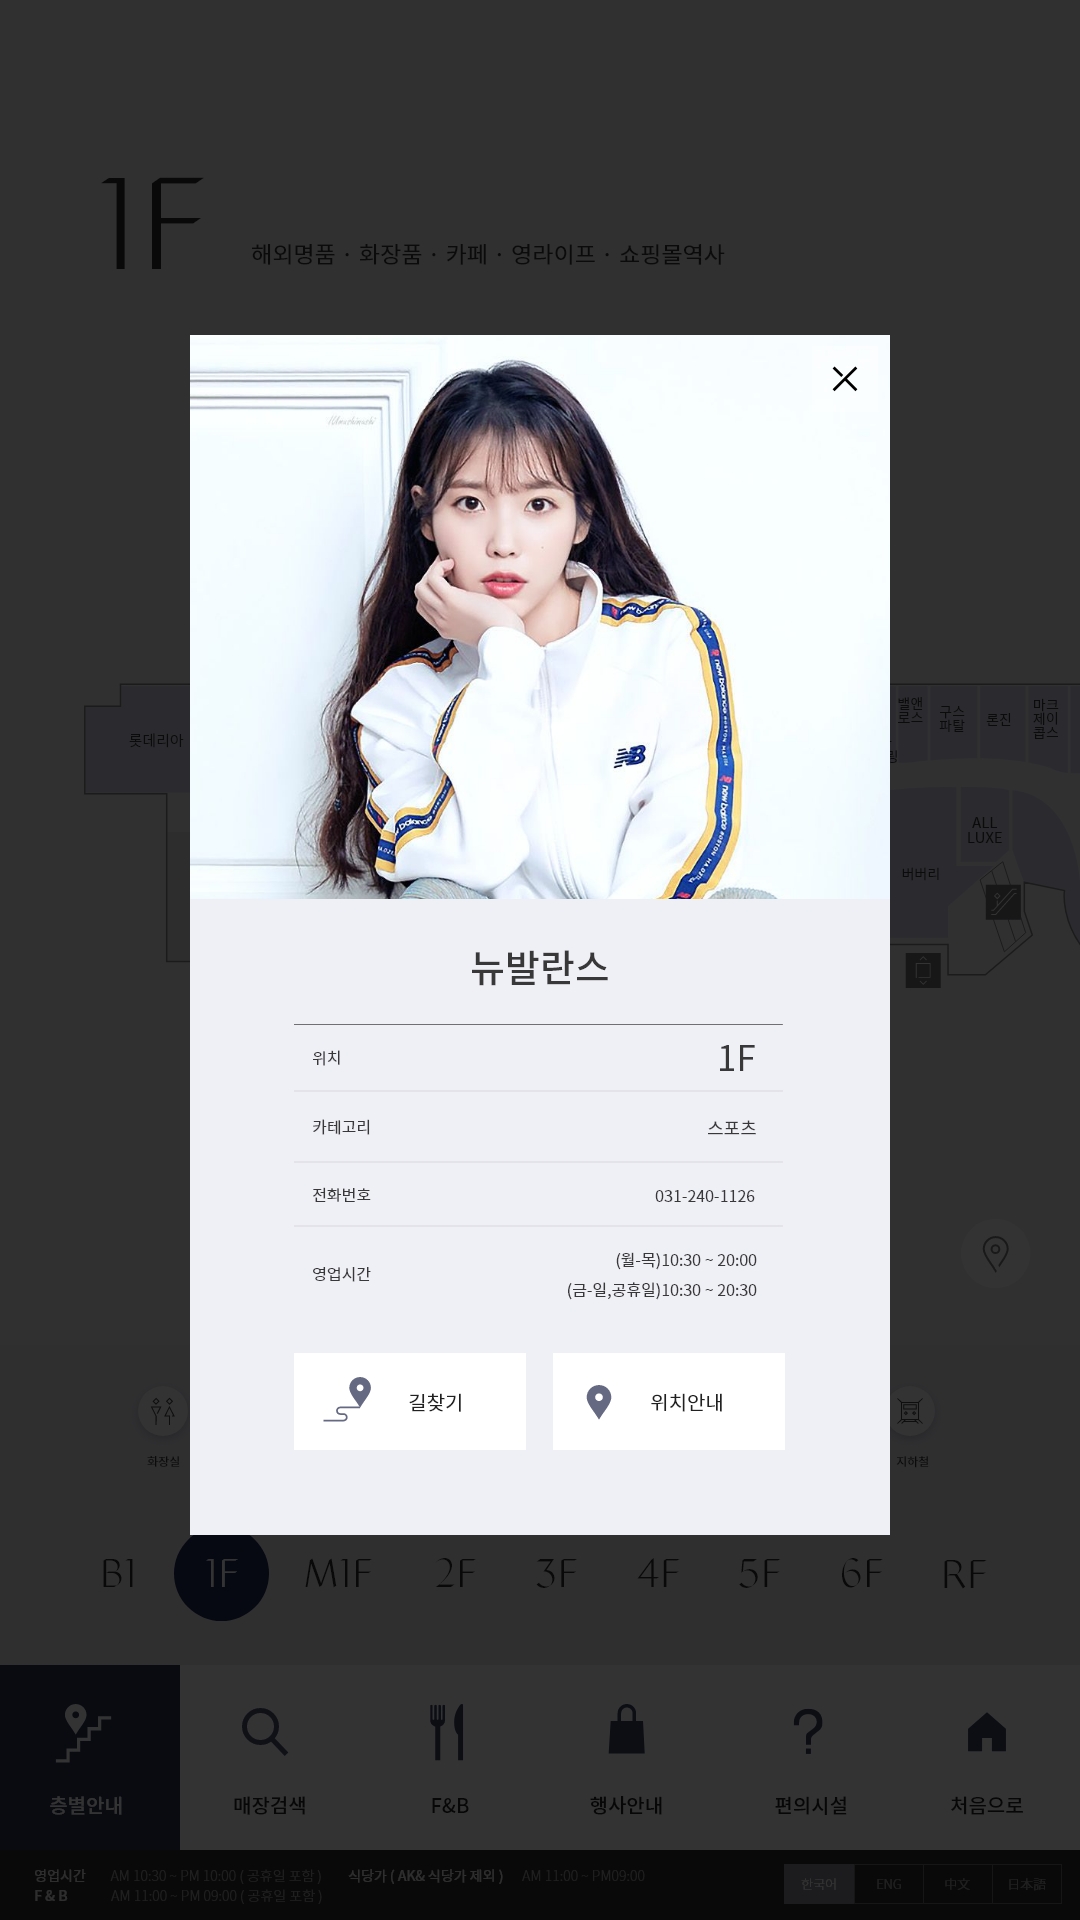 1F
해외명품 · 화장품 · 카페 · 영라이프 · 쇼핑몰역사
new balance
롯데리아
밸앤
로스
구스
파탈
론진
마크
제이
콥스
ALL
LUXE
버버리
뉴발란스
위치
1F
카테고리
스포츠
전화번호
031-240-1126
영업시간
(월-목)10:30 ~ 20:00
(금-일,공휴일)10:30 ~ 20:30
길찾기
위치안내
화장실
지하철
B1 1F M1F 2F 3F 4F 5F 6F RF
층별안내
매장검색
F&B
행사안내
편의시설
처음으로
영업시간 AM 10:30 ~ PM 10:00 ( 공휴일 포함 ) 식당가 ( AK& 식당가 제외 ) AM 11:00 ~ PM09:00
F & B AM 11:00 ~ PM 09:00 ( 공휴일 포함 )
한국어 ENG 中文 日本語